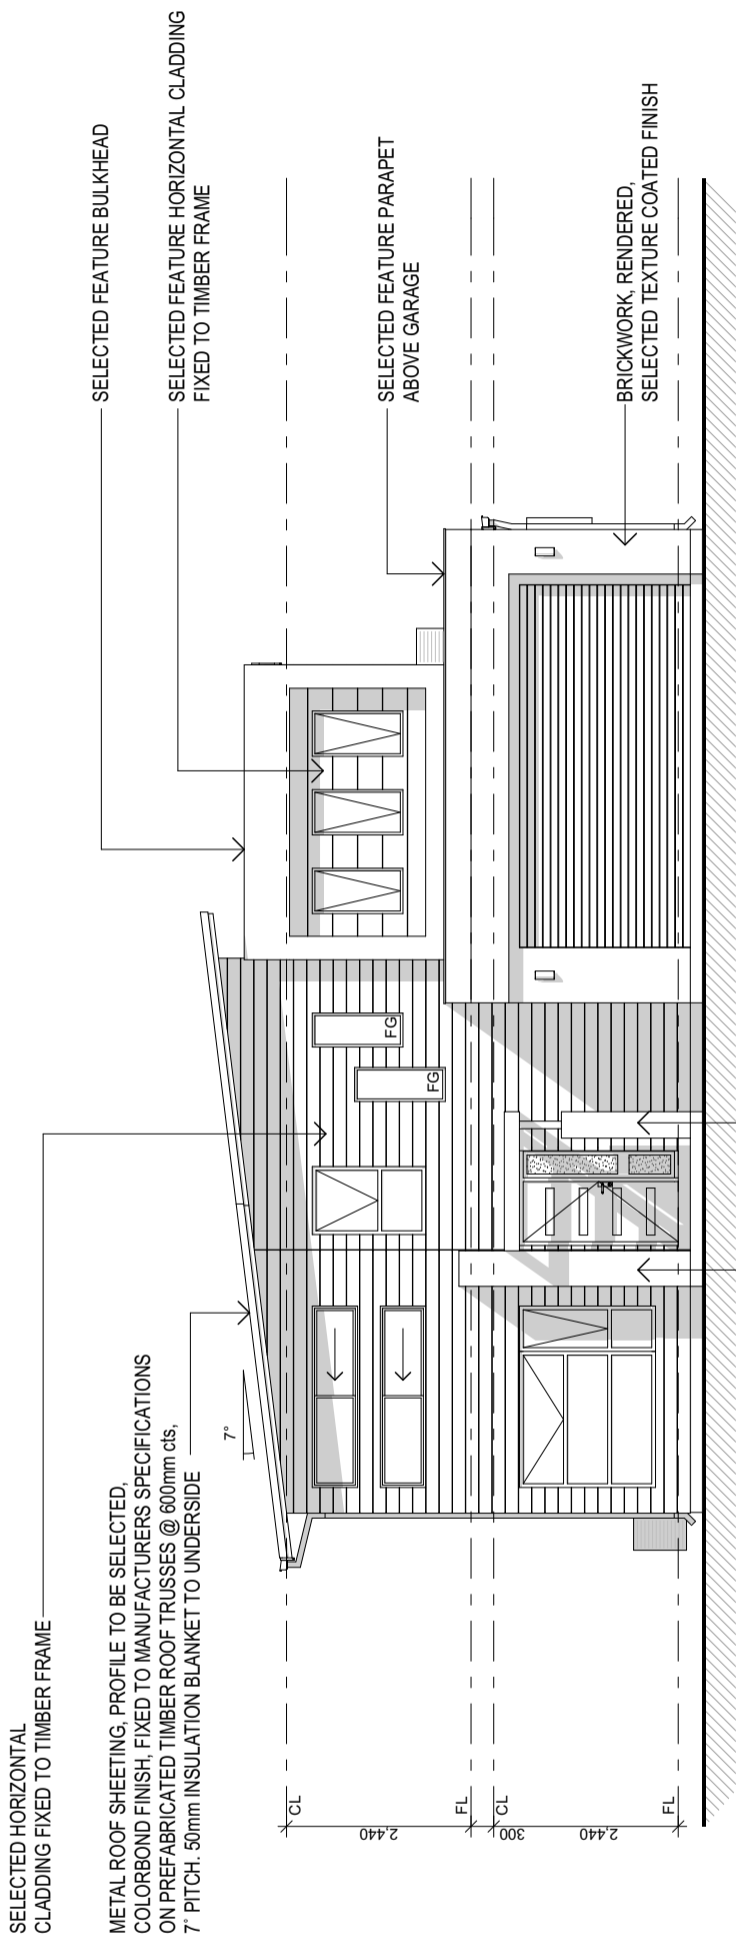 SELECTED HORIZONTAL
CLADDING FIXED TO TIMBER FRAME
METAL ROOF SHEETING, PROFILE TO BE SELECTED,
COLORBOND FINISH, FIXED TO MANUFACTURERS SPECIFICATIONS
ON PREFABRICATED TIMBER ROOF TRUSSES @ 600mm cts,
7° PITCH. 50mm INSULATION BLANKET TO UNDERSIDE
7°
SELECTED FEATURE BULKHEAD
SELECTED FEATURE HORIZONTAL CLADDING
FIXED TO TIMBER FRAME
SELECTED FEATURE PARAPET
ABOVE GARAGE
BRICKWORK, RENDERED,
SELECTED TEXTURE COATED FINISH
FG
FG
CL
2,440
FL
300
CL
2,440
FL